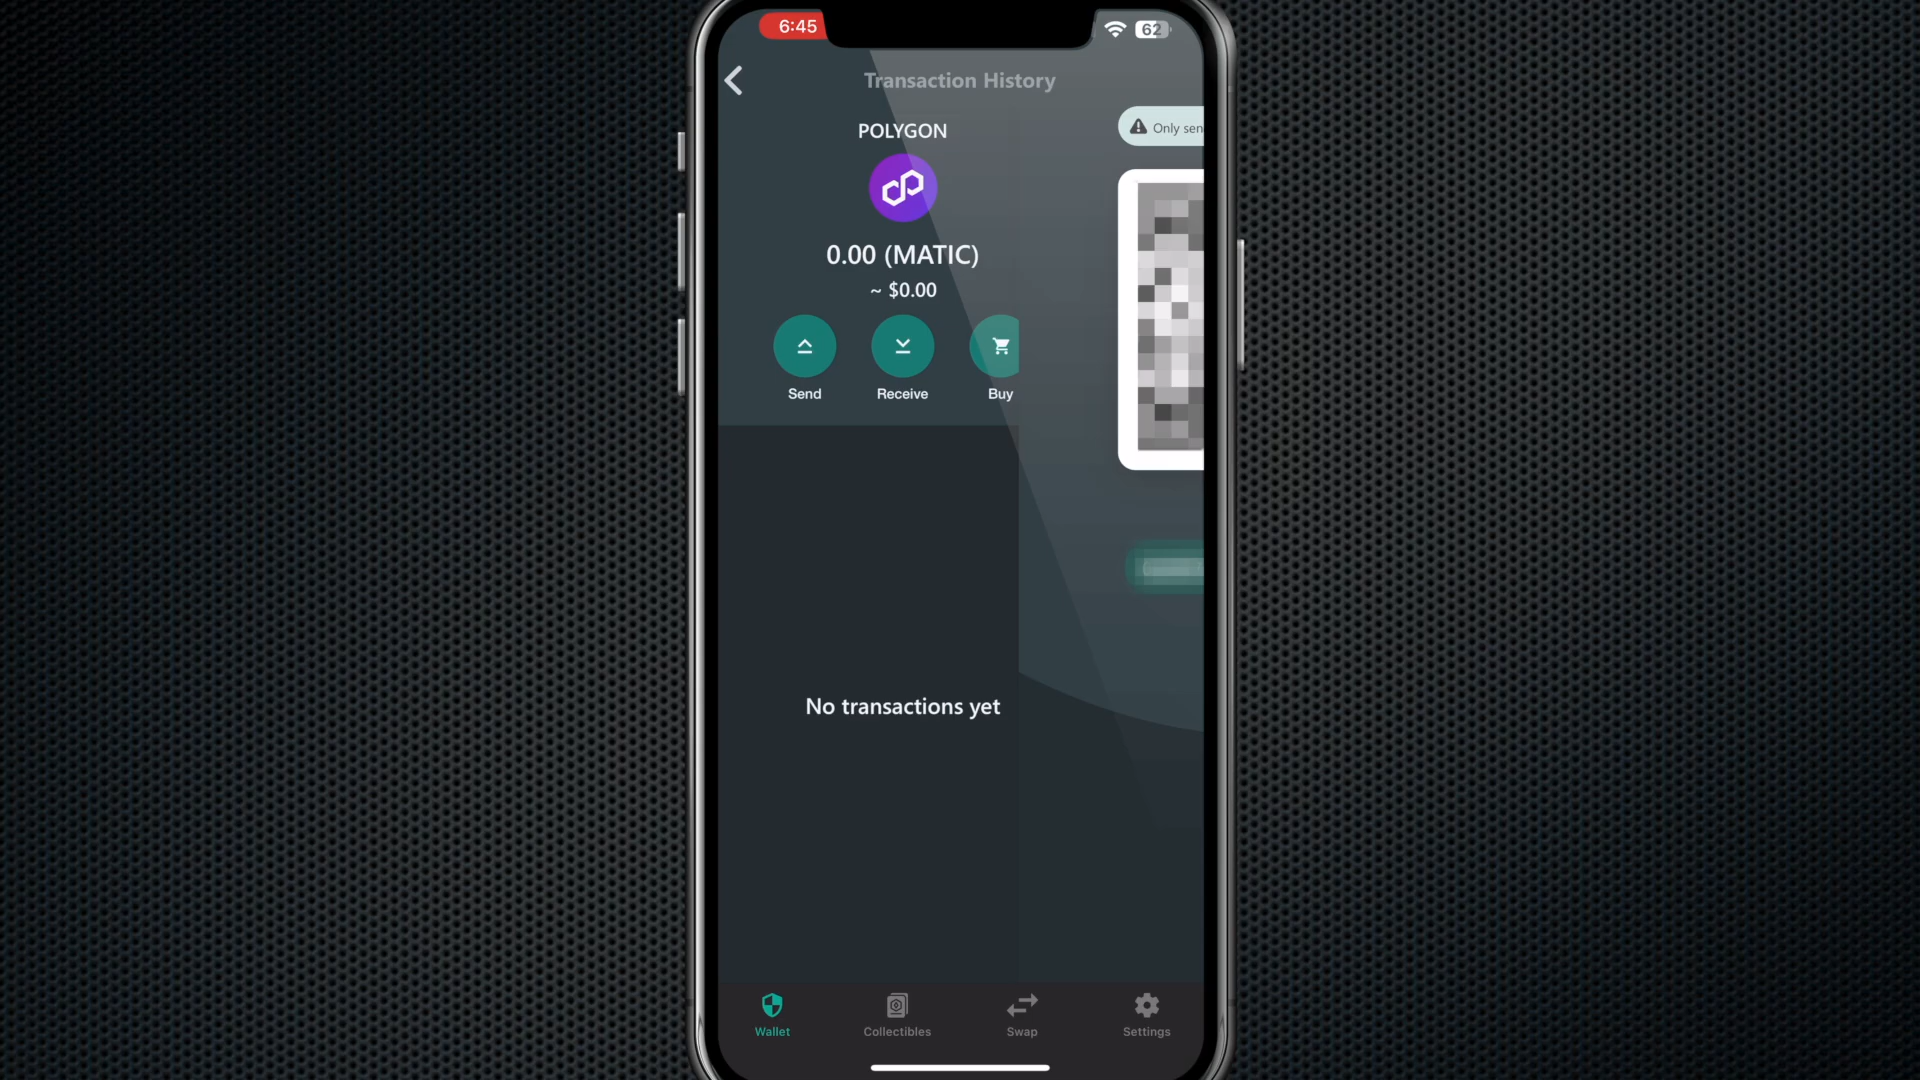 6:45
62
Transaction History
POLYGON
Only sen
0.00 (MATIC)
~ $0.00
Send
Receive
Buy
No transactions yet
Wallet
Collectibles
Swap
Settings